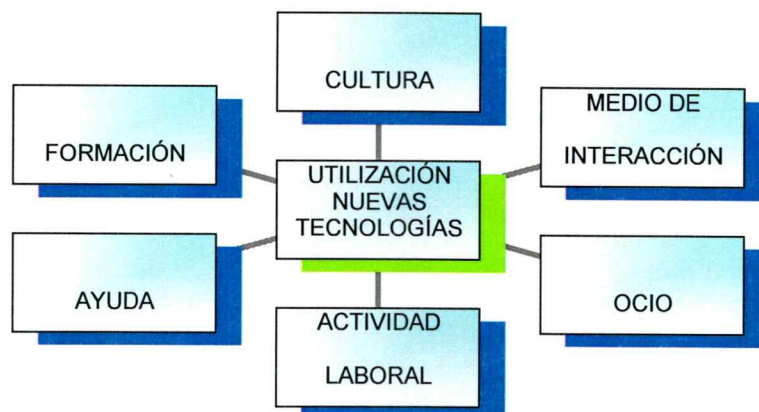 CULTURA
MEDIO DE
INTERACCIÓN
FORMACIÓN
UTILIZACIÓN
NUEVAS
TECNOLOGÍAS
AYUDA
OCIO
ACTIVIDAD
LABORAL